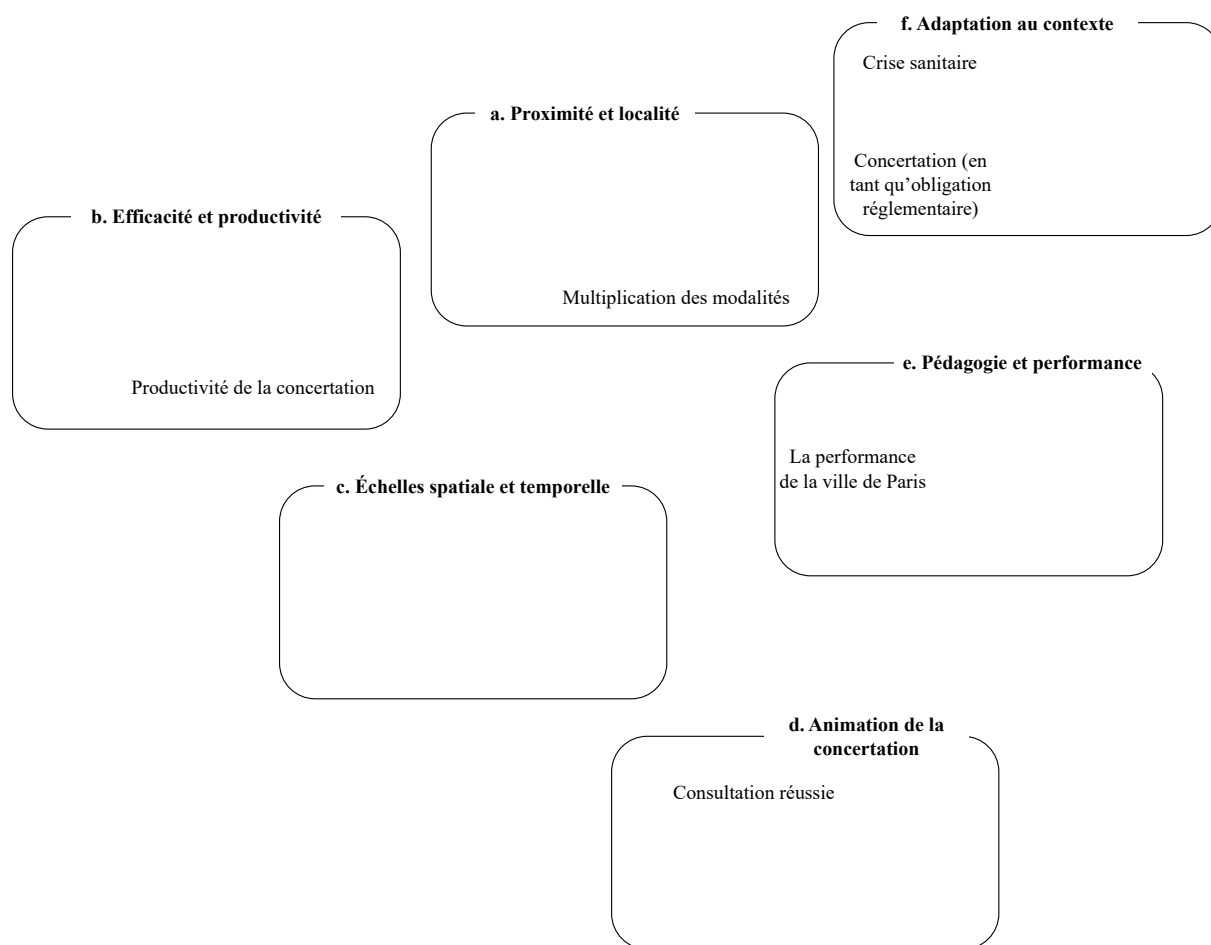 f. Adaptation au contexte
Crise sanitaire
Concertation (en
tant qu’obligation
réglementaire)
a. Proximité et localité
Multiplication des modalités
b. Efficacité et productivité
Productivité de la concertation
e. Pédagogie et performance
La performance
de la ville de Paris
c. Échelles spatiale et temporelle
d. Animation de la
concertation
Consultation réussie